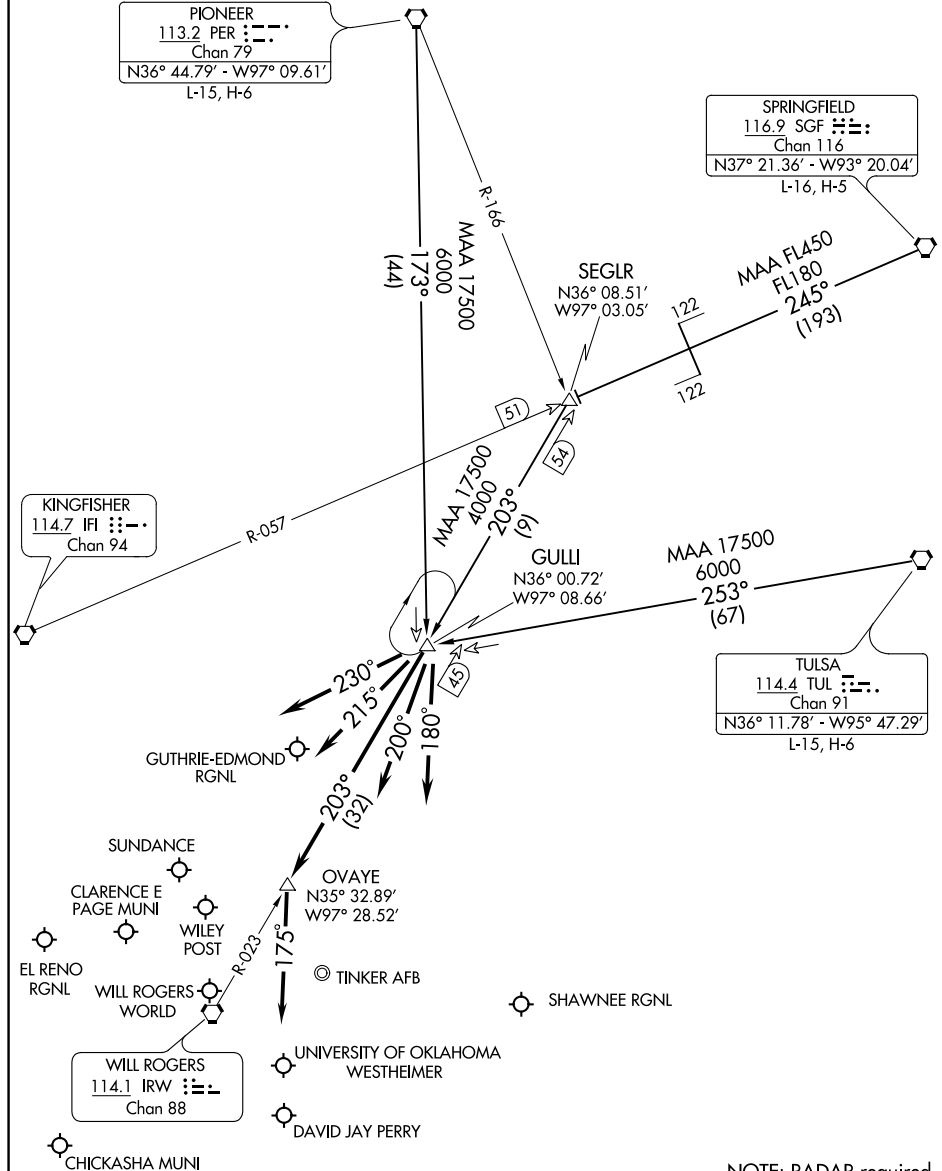 PIONEER
113.2 PER
Chan 79
N36° 44.79' - W97° 09.61'
L-15, H-6
SPRINGFIELD
116.9 SGF
Chan 116
N37° 21.36' - W93° 20.04'
L-16, H-5
R-166
MAA 17500
6000
173°
(44)
SEGLR
N36° 08.51'
W97° 03.05'
MAA FL450
FL180
245°
(193)
122
122
51
54
MAA 17500
4000
203°
(9)
KINGFISHER
114.7 IFI
Chan 94
R-057
GULLI
N36° 00.72'
W97° 08.66'
MAA 17500
6000
253°
(67)
45
TULSA
114.4 TUL
Chan 91
N36° 11.78' - W95° 47.29'
L-15, H-6
230°
215°
200°
180°
203°
(32)
GUTHRIE-EDMOND
RGNL
SUNDANCE
CLARENCE E
PAGE MUNI
WILEY
POST
OVAYE
N35° 32.89'
W97° 28.52'
EL RENO
RGNL
R-023
175°
TINKER AFB
WILL ROGERS
WORLD
SHAWNEE RGNL
WILL ROGERS
114.1 IRW
Chan 88
UNIVERSITY OF OKLAHOMA
WESTHEIMER
DAVID JAY PERRY
CHICKASHA MUNI
NOTE: RADAR required